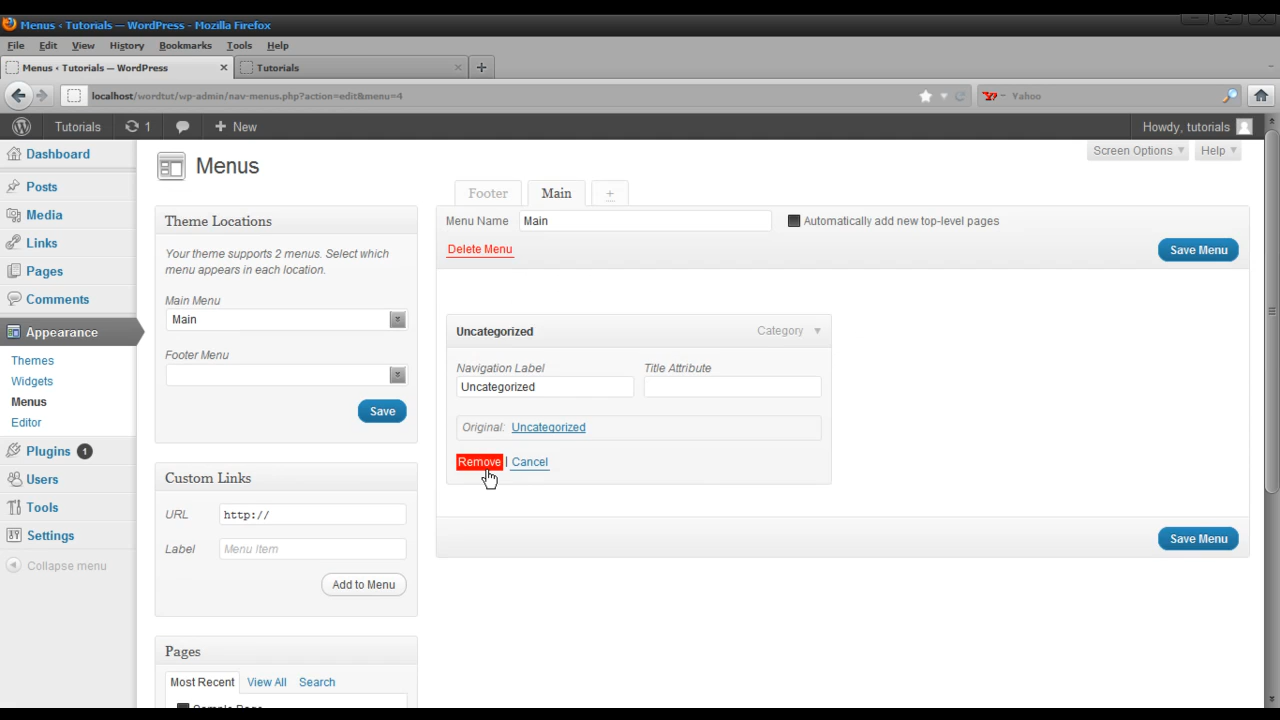 Menus ‹ Tutorials — WordPress - Mozilla Firefox
File Edit View History Bookmarks Tools Help
Menus ‹ Tutorials — WordPress × Tutorials × +
localhost/wordtut/wp-admin/nav-menus.php?action=edit&menu=4 Yahoo
Tutorials 1 + New Howdy, tutorials
Screen Options Help
Dashboard
Posts
Media
Links
Pages
Comments
Appearance
Themes
Widgets
Menus
Editor
Plugins 1
Users
Tools
Settings
Collapse menu
Menus
Theme Locations
Your theme supports 2 menus. Select which
menu appears in each location.
Main Menu
Main
Footer Menu
Save
Custom Links
URL http://
Label Menu Item
Add to Menu
Pages
Most Recent View All Search
Sample Page
Footer Main +
Menu Name Main Automatically add new top-level pages
Delete Menu Save Menu
Uncategorized Category
Navigation Label Title Attribute
Uncategorized
Original: Uncategorized
Remove | Cancel
Save Menu